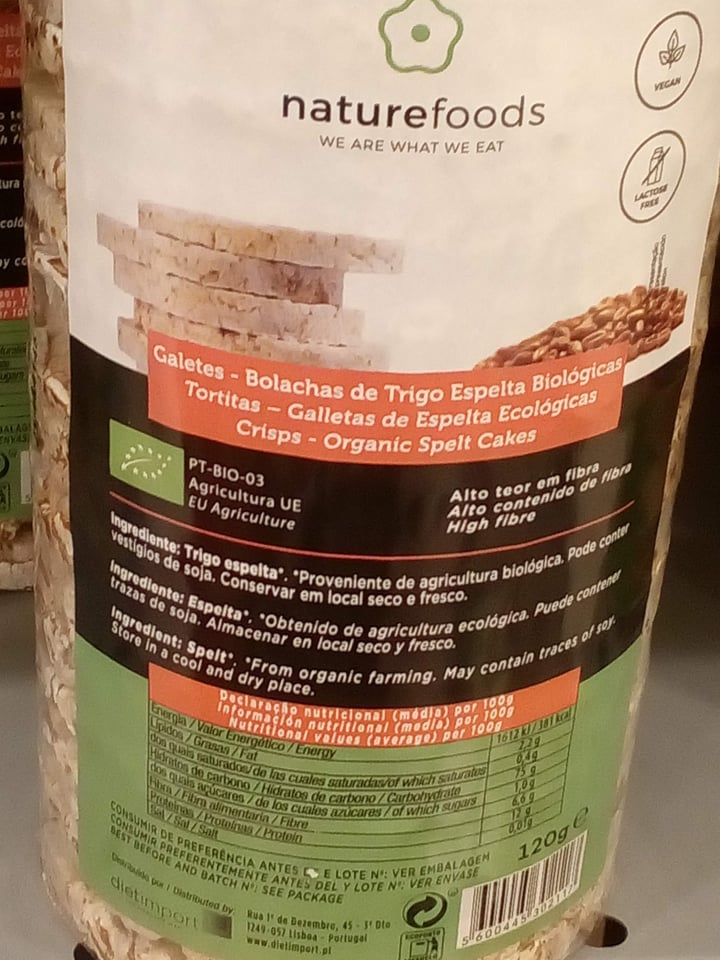 naturefoods
WE ARE WHAT WE EAT
VEGAN
LACTOSE
FREE
Galetes - Bolachas de Trigo Espelta Biológicas
Tortitas – Galletas de Espelta Ecológicas
Crisps - Organic Spelt Cakes
PT-BIO-03
Agricultura UE
EU Agriculture
Alto teor em fibra
Alto contenido de fibra
High fibre
Ingrediente: Trigo espelta*. *Proveniente de agricultura biológica. Pode conter
vestígios de soja. Conservar em local seco e fresco.
Ingrediente: Espelta*. *Obtenido de agricultura ecológica. Puede contener
trazas de soja. Almacenar en local seco y fresco.
Ingredient: Spelt*. *From organic farming. May contain traces of soy.
Store in a cool and dry place.
Declaração nutricional (média) por 100g
Información nutritional (media) por 100g
Nutritional values (average) per 100g
Energia / Valor Energético / Energy 1612 kJ / 381 kcal
Lípidos / Grasas / Fat 2,2g
dos quais saturados/de las cuales saturadas/of which saturates 0,4g
Hidratos de carbono / Hidratos de carbono / Carbohydrate 75 g
dos quais açúcares / de los cuales azúcares / of which sugars 1,0g
Fibra / Fibra alimentaria / Fibre 6,6 g
Proteínas / Proteínas / Protein 12 g
Sal / Sal / Salt 0,01g
CONSUMIR DE PREFERÊNCIA ANTES E LOTE Nº: VER EMBALAGEM
CONSUMIR PREFERENTEMENTE ANTES DEL Y LOTE Nº: VER ENVASE
BEST BEFORE AND BATCH Nº: SEE PACKAGE
120g e
Distribuído por / Distributed by:
dietimport
Rua 1º de Dezembro, 45 - 3º Dto
1249-057 Lisboa - Portugal
www.dietimport.pt
5 600445 302117